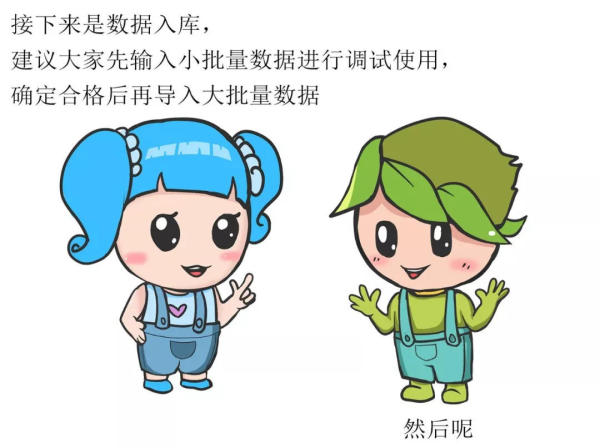 接下来是数据入库,
建议大家先输入小批量数据进行调试使用,
确定合格后再导入大批量数据
然后呢